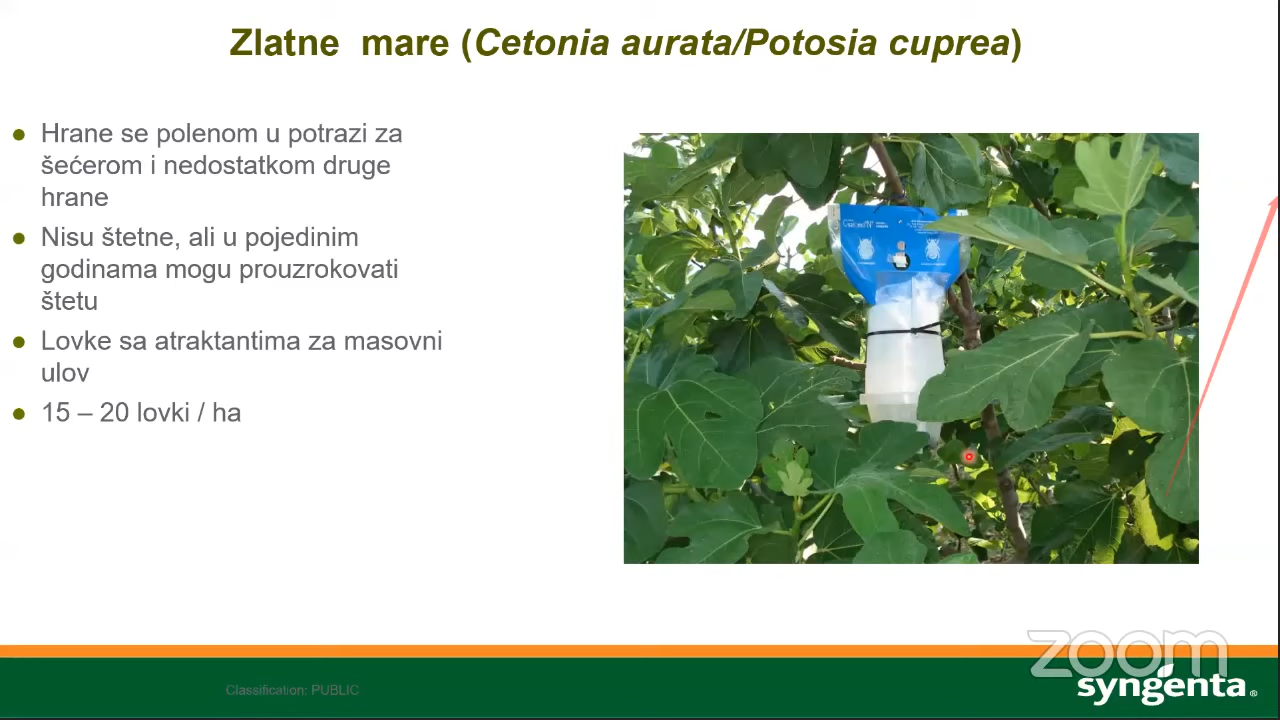 Zlatne mare (Cetonia aurata/Potosia cuprea)
Hrane se polenom u potrazi za
šećerom i nedostatkom druge
hrane
Nisu štetne, ali u pojedinim
godinama mogu prouzrokovati
štetu
Lovke sa atraktantima za masovni
ulov
15 – 20 lovki / ha
zoom
Classification: PUBLIC
syngenta®